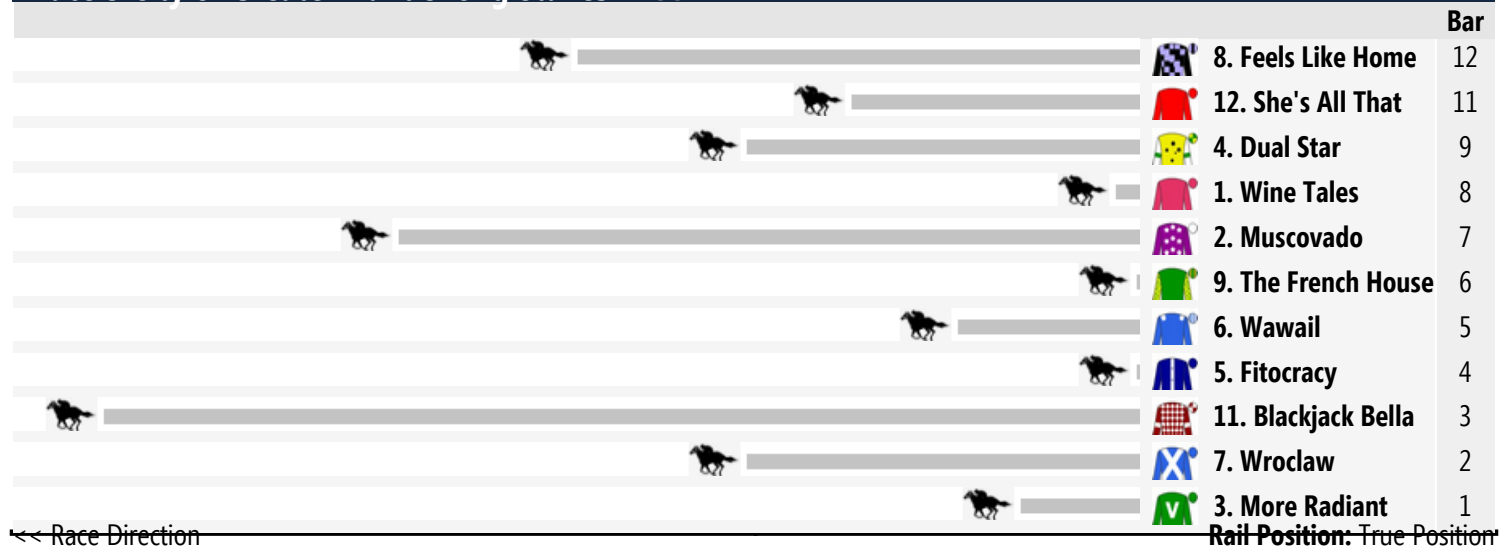 Bar
8. Feels Like Home 12
12. She's All That 11
4. Dual Star 9
1. Wine Tales 8
2. Muscovado 7
9. The French House 6
6. Wawail 5
5. Fitocracy 4
11. Blackjack Bella 3
7. Wroclaw 2
V 3. More Radiant 1
<< Race Direction Rail Position: True Position